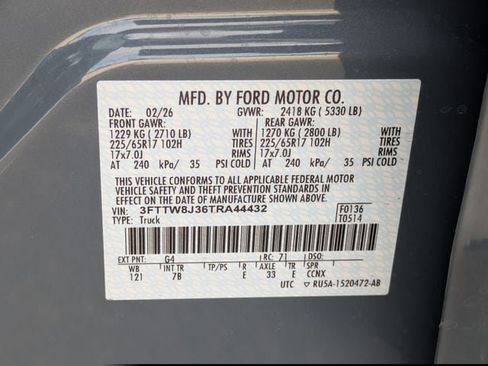 MFD. BY FORD MOTOR CO.
DATE: 02/26 GVWR: 2418 KG ( 5330 LB)
FRONT GAWR: REAR GAWR:
1229 KG ( 2710 LB) WITH 1270 KG ( 2800 LB) WITH
225/65R17 102H TIRES 225/65R17 102H TIRES
17x7.0J RIMS 17x7.0J RIMS
AT 240 kPa/ 35 PSI COLD AT 240 kPa/ 35 PSI COLD
THIS VEHICLE CONFORMS TO ALL APPLICABLE FEDERAL MOTOR
VEHICLE SAFETY AND THEFT PREVENTION STANDARDS IN EFFECT
ON THE DATE OF MANUFACTURE SHOWN ABOVE.
VIN: 3FTTW8J36TRA44432 F0136
TYPE: Truck T0514
EXT PNT: G4 RC: 71 DSO:
WB INT TR TP/PS R AXLE TR SPR
121 7B E 33 E CCNX
UTC ▽ RU5A-1520472-AB